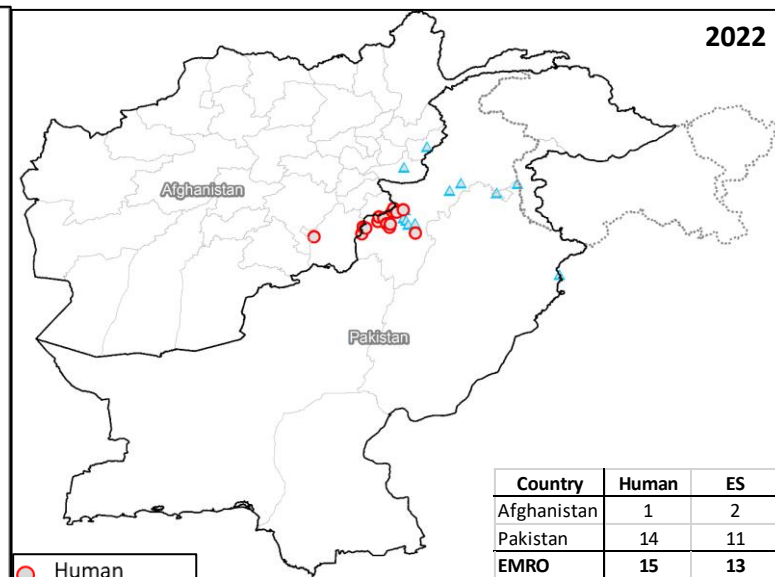 2022
Afghanistan
Pakistan
Country Human ES
Afghanistan 1 2
Pakistan 14 11
EMRO 15 13
Human